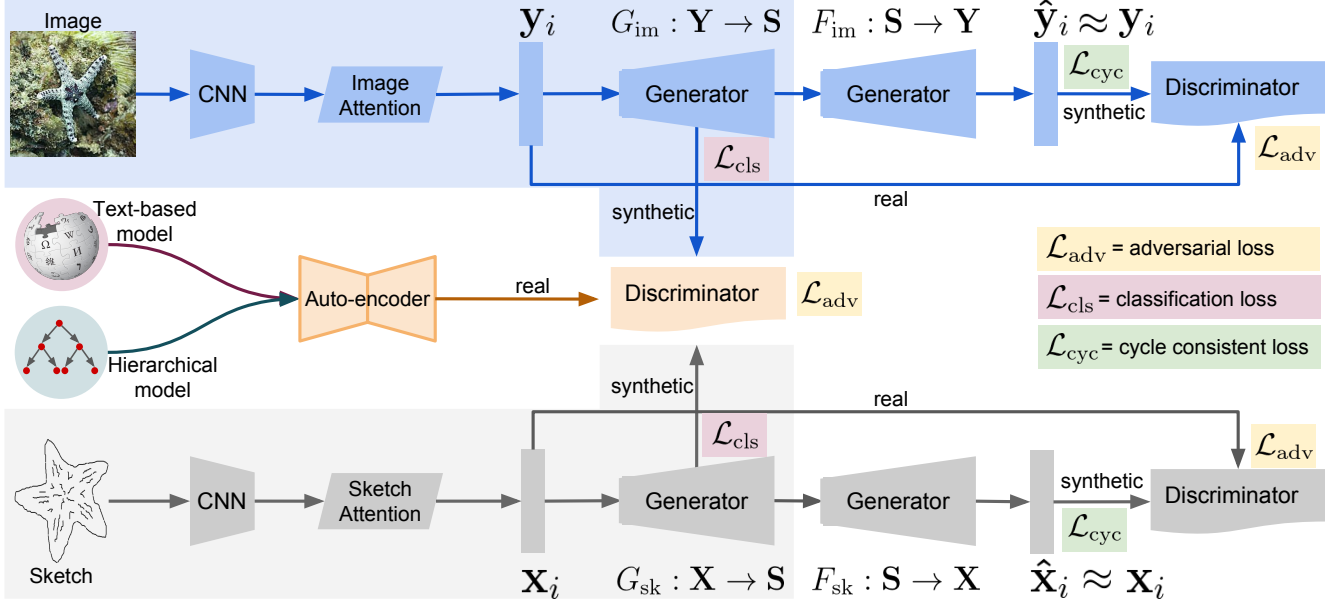 Image
CNN
Image
Attention
𝐲ᵢ
G_im : 𝐘 → 𝐒
Generator
F_im : 𝐒 → 𝐘
Generator
𝐲̂ᵢ ≈ 𝐲ᵢ
ℒ_cyc
synthetic
Discriminator
ℒ_cls
ℒ_adv
real
synthetic
Text-based
model
Auto-encoder
real
Discriminator
ℒ_adv
Hierarchical
model
ℒ_adv = adversarial loss
ℒ_cls = classification loss
ℒ_cyc = cycle consistent loss
synthetic
real
ℒ_cls
ℒ_adv
Sketch
CNN
Sketch
Attention
𝐱ᵢ
Generator
G_sk : 𝐗 → 𝐒
Generator
F_sk : 𝐒 → 𝐗
synthetic
ℒ_cyc
𝐱̂ᵢ ≈ 𝐱ᵢ
Discriminator